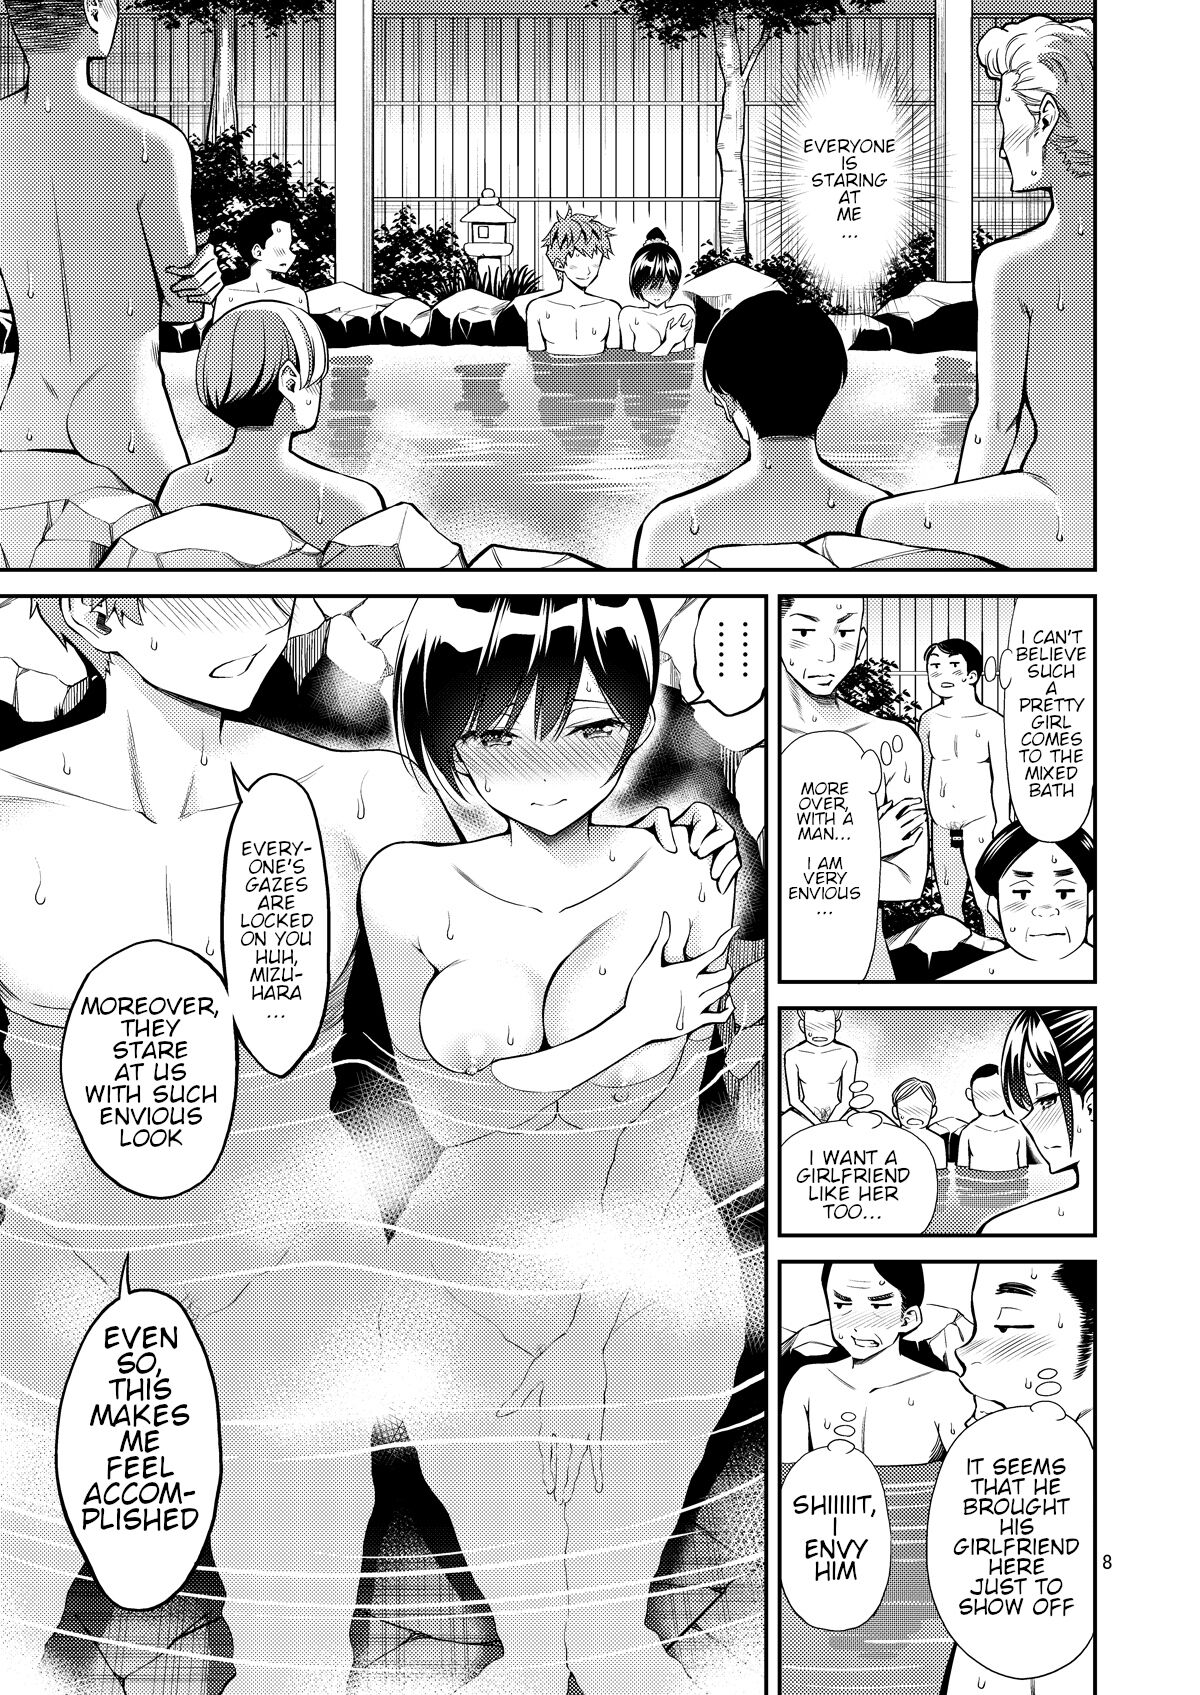 EVERYONE
IS
STARING
AT
ME
...
I CAN'T
BELIEVE
SUCH
A
PRETTY
GIRL
COMES
TO THE
MIXED
BATH
MORE
OVER,
WITH A
MAN...
I AM
VERY
ENVIOUS
...
I WANT A
GIRLFRIEND
LIKE HER
TOO...
IT SEEMS
THAT HE
BROUGHT
HIS
GIRLFRIEND
HERE
JUST TO
SHOW OFF
SHIIIIIT,
I
ENVY
HIM
......
EVERY-
ONE'S
GAZES
ARE
LOCKED
ON YOU
HUH,
MIZU-
HARA
...
MOREOVER,
THEY
STARE
AT US
WITH SUCH
ENVIOUS
LOOK
EVEN
SO,
THIS
MAKES
ME
FEEL
ACCOM-
PLISHED
8